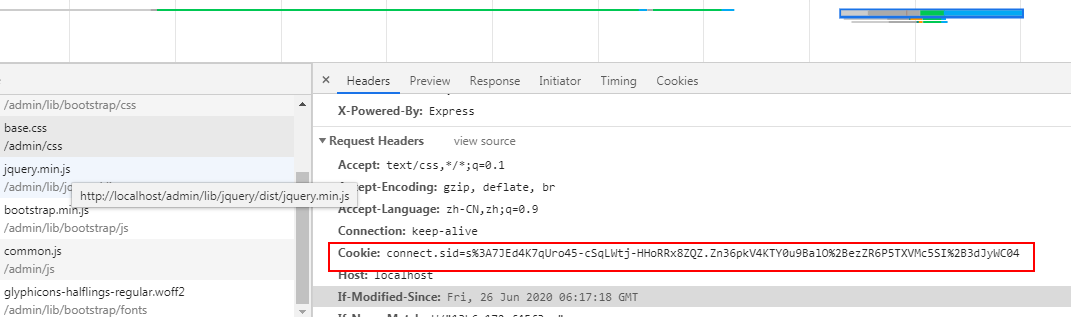 × Headers Preview Response Initiator Timing Cookies
/admin/lib/bootstrap/css
base.css
/admin/css
jquery.min.js
/admin/lib/jq
http://localhost/admin/lib/jquery/dist/jquery.min.js
bootstrap.min.js
/admin/lib/bootstrap/js
common.js
/admin/js
glyphicons-halflings-regular.woff2
/admin/lib/bootstrap/fonts
X-Powered-By: Express
Request Headers view source
Accept: text/css,*/*;q=0.1
Accept-Encoding: gzip, deflate, br
Accept-Language: zh-CN,zh;q=0.9
Connection: keep-alive
Cookie: connect.sid=s%3A7JEd4K7qUro45-cSqLWtj-HHoRRx8ZQZ.Zn36pkV4KTY0u9BalO%2BezZR6P5TXVMc5SI%2B3dJyWC04
Host: localhost
If-Modified-Since: Fri, 26 Jun 2020 06:17:18 GMT